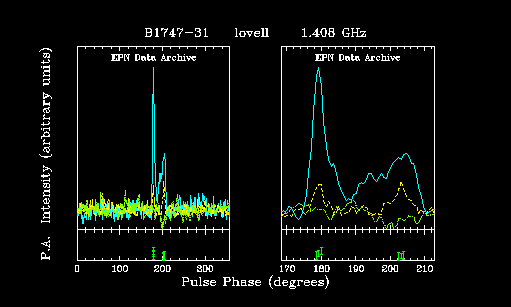 B1747-31 lovell 1.408 GHz
EPN Data Archive EPN Data Archive
Intensity (arbitrary units)
P.A.
0 100 200 300 170 180 190 200 210
Pulse Phase (degrees)